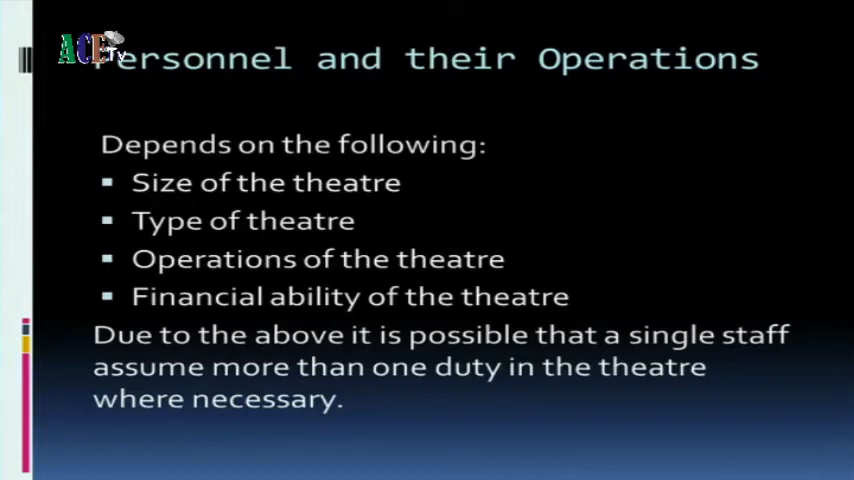 ACE TV
Personnel and their Operations
Depends on the following:
Size of the theatre
Type of theatre
Operations of the theatre
Financial ability of the theatre
Due to the above it is possible that a single staff
assume more than one duty in the theatre
where necessary.